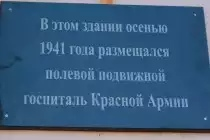 В этом здании осенью
1941 года размещался
полевой подвижной
госпиталь Красной Армии